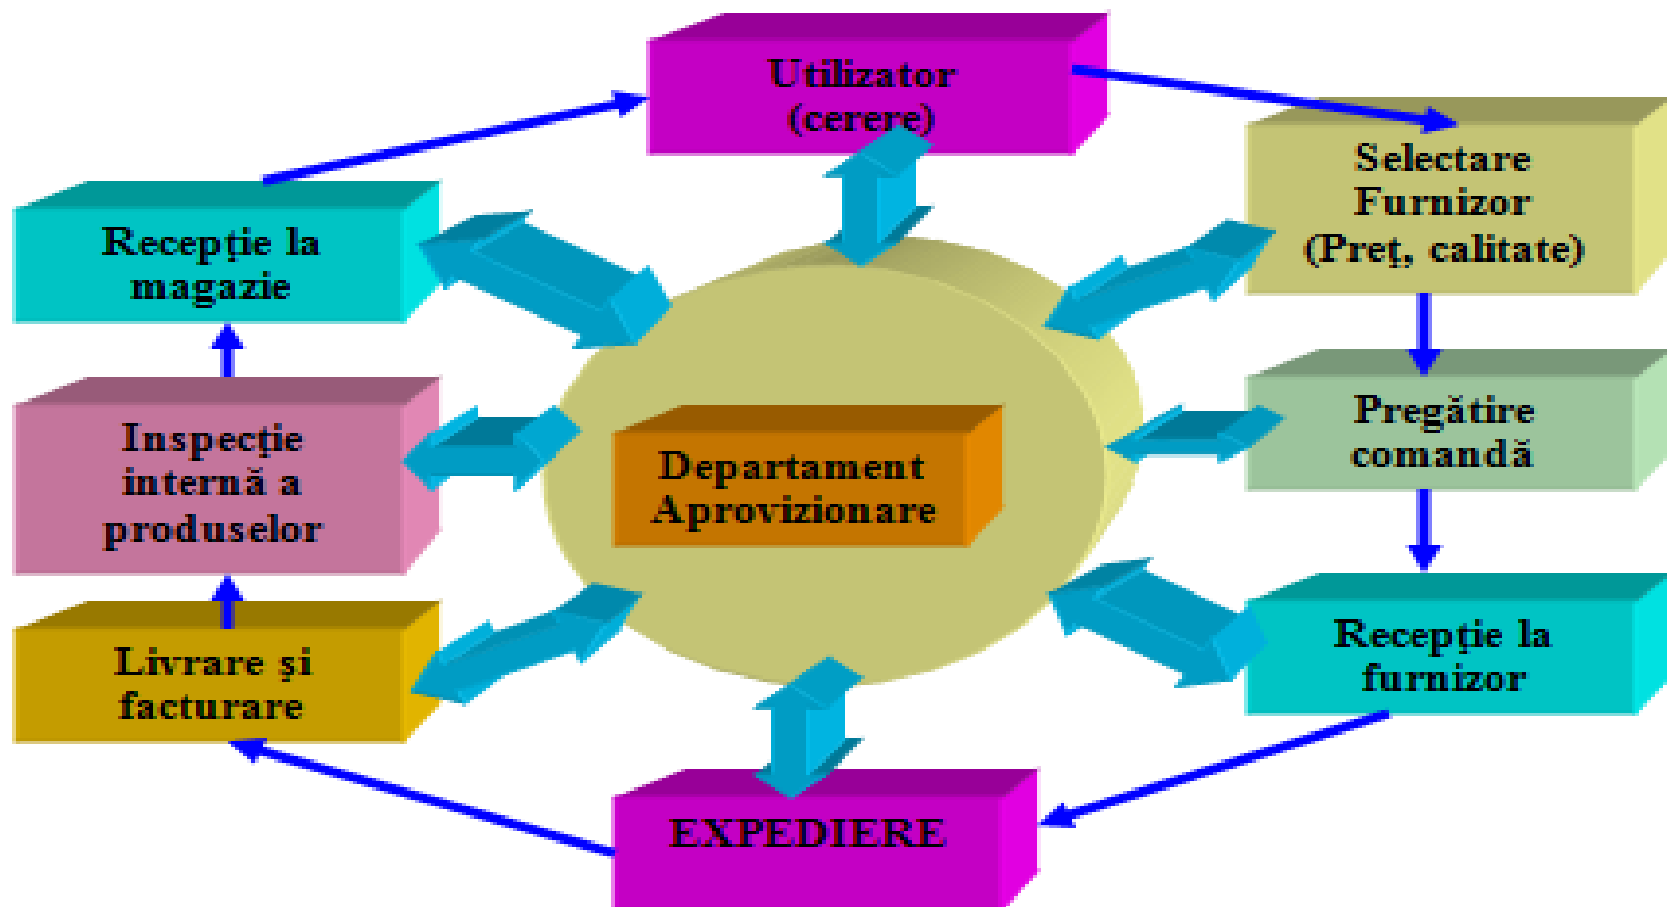 Utilizator
(cerere)
Selectare
Furnizor
(Preţ, calitate)
Recepţie la
magazie
Inspecţie
internă a
produselor
Departament
Aprovizionare
Pregătire
comandă
Livrare şi
facturare
Recepţie la
furnizor
EXPEDIERE